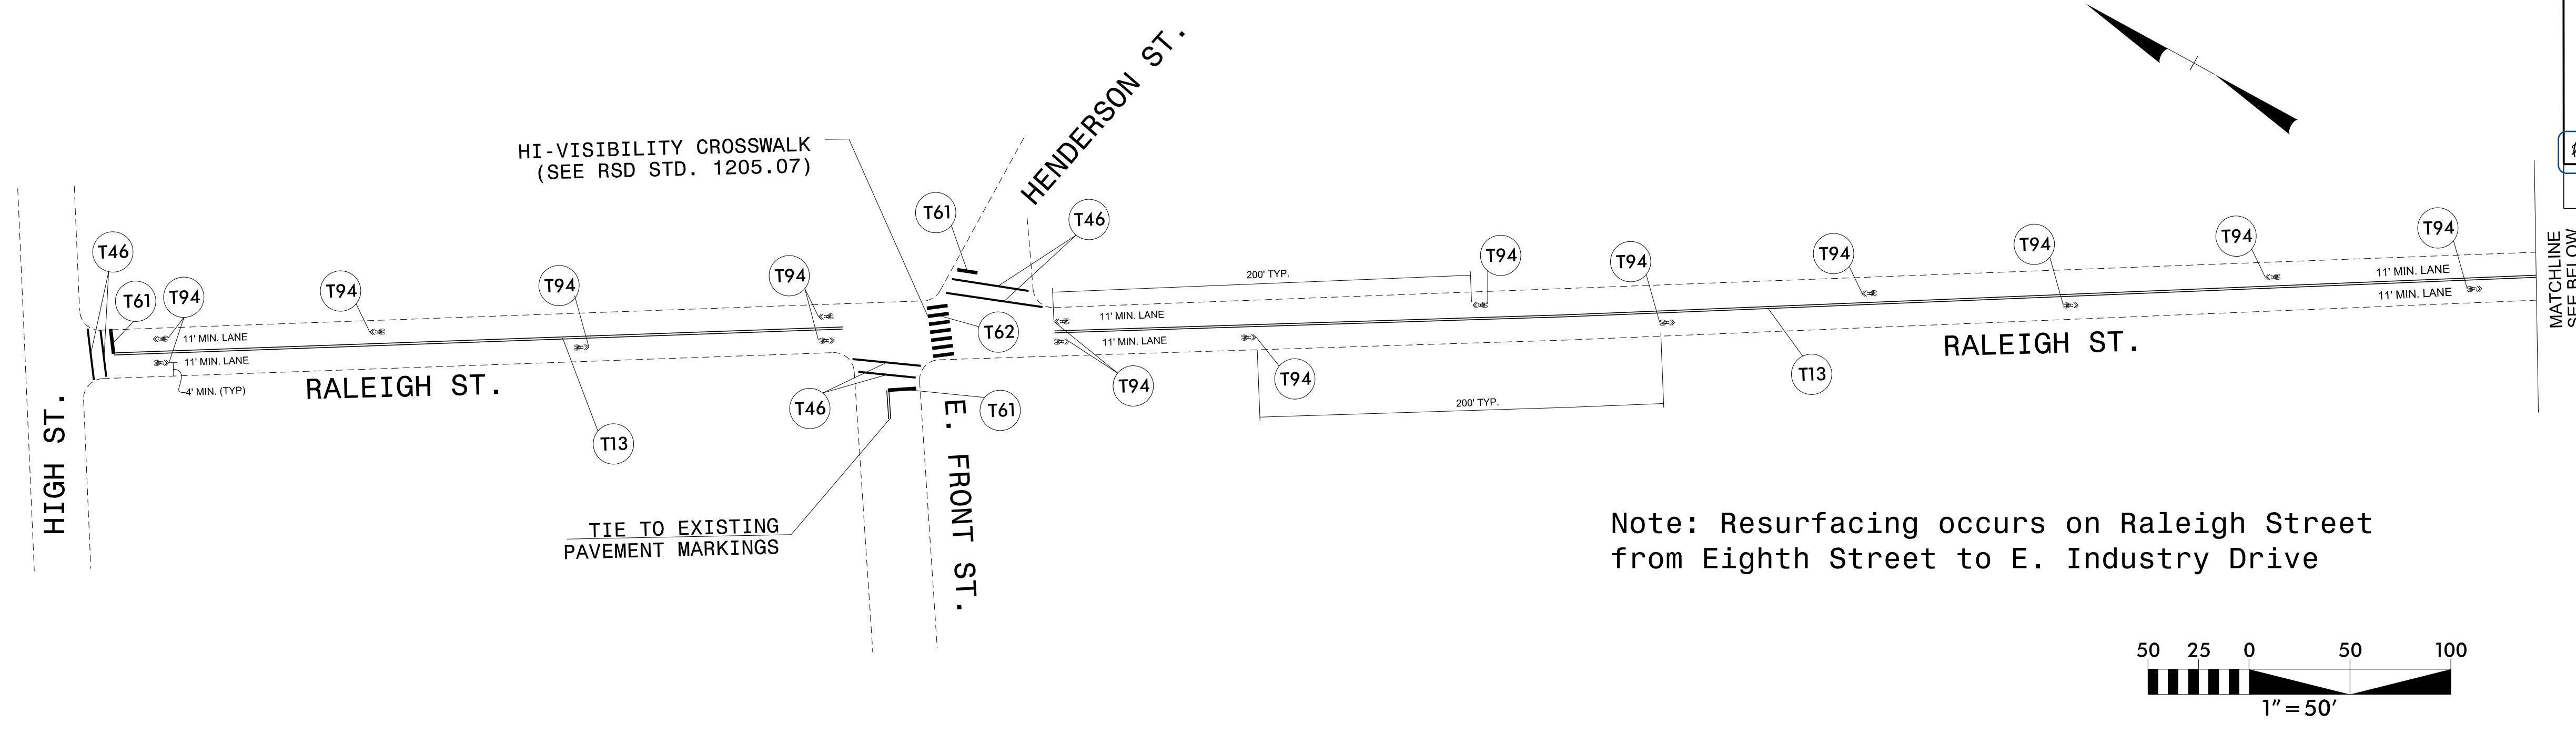 HENDERSON ST.
HI-VISIBILITY CROSSWALK
(SEE RSD STD. 1205.07)
T61
T46
T46
T61
T94
T94
T94
T94
200' TYP.
T94
T94
T94
T94
T94
T94
MATCHLINE
SEE BELOW
11' MIN. LANE
11' MIN. LANE
4' MIN. (TYP)
T62
11' MIN. LANE
11' MIN. LANE
11' MIN. LANE
11' MIN. LANE
RALEIGH ST.
RALEIGH ST.
T94
T94
T13
200' TYP.
T46
T61
T13
HIGH ST.
E. FRONT ST.
TIE TO EXISTING
PAVEMENT MARKINGS
Note: Resurfacing occurs on Raleigh Street
from Eighth Street to E. Industry Drive
50 25 0 50 100
1"=50'